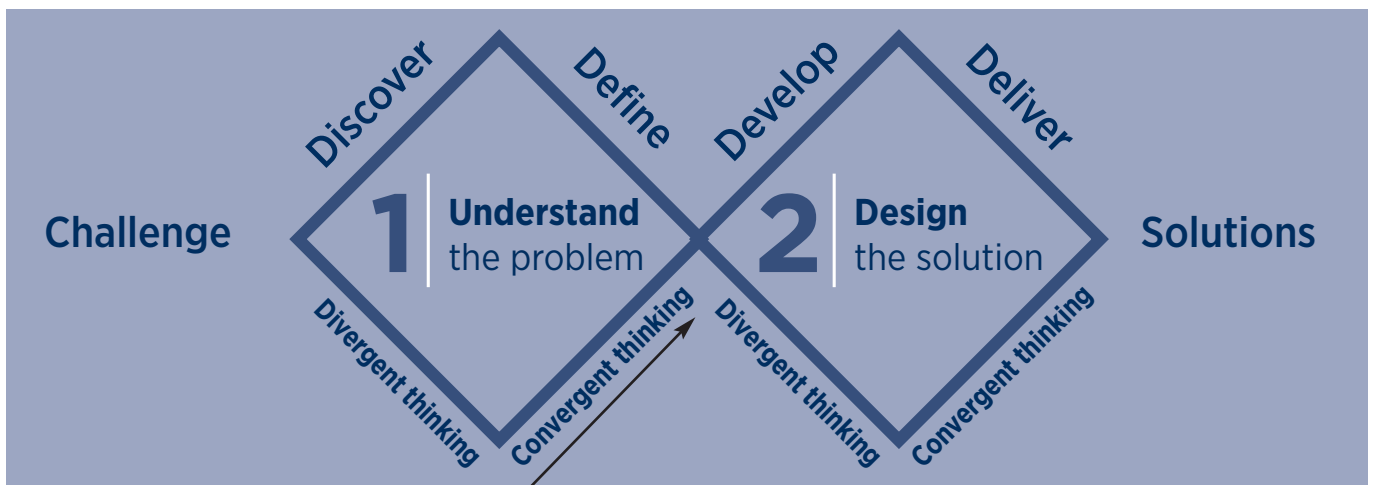 Discover
Define
Develop
Deliver
Challenge
1
Understand
the problem
2
Design
the solution
Solutions
Divergent thinking
Convergent thinking
Divergent thinking
Convergent thinking